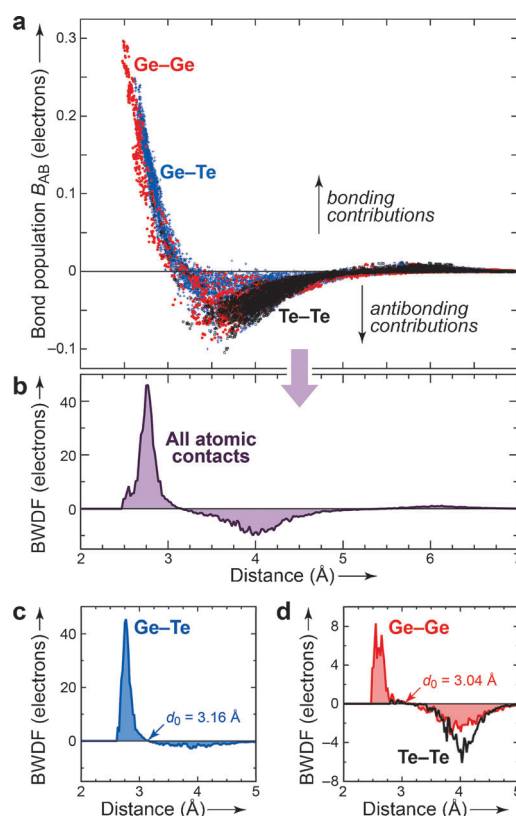 a
Bond population BAB (electrons)
0.3
0.2
0.1
0
−0.1
Ge–Ge
Ge–Te
Te–Te
bonding
contributions
antibonding
contributions
b
BWDF (electrons)
40
20
0
All atomic
contacts
2 3 4 5 6 7
Distance (Å)
c
BWDF (electrons)
40
20
0
Ge–Te
d0 = 3.16 Å
2 3 4 5
Distance (Å)
d
BWDF (electrons)
8
4
0
−4
−8
Ge–Ge
d0 = 3.04 Å
Te–Te
2 3 4 5
Distance (Å)